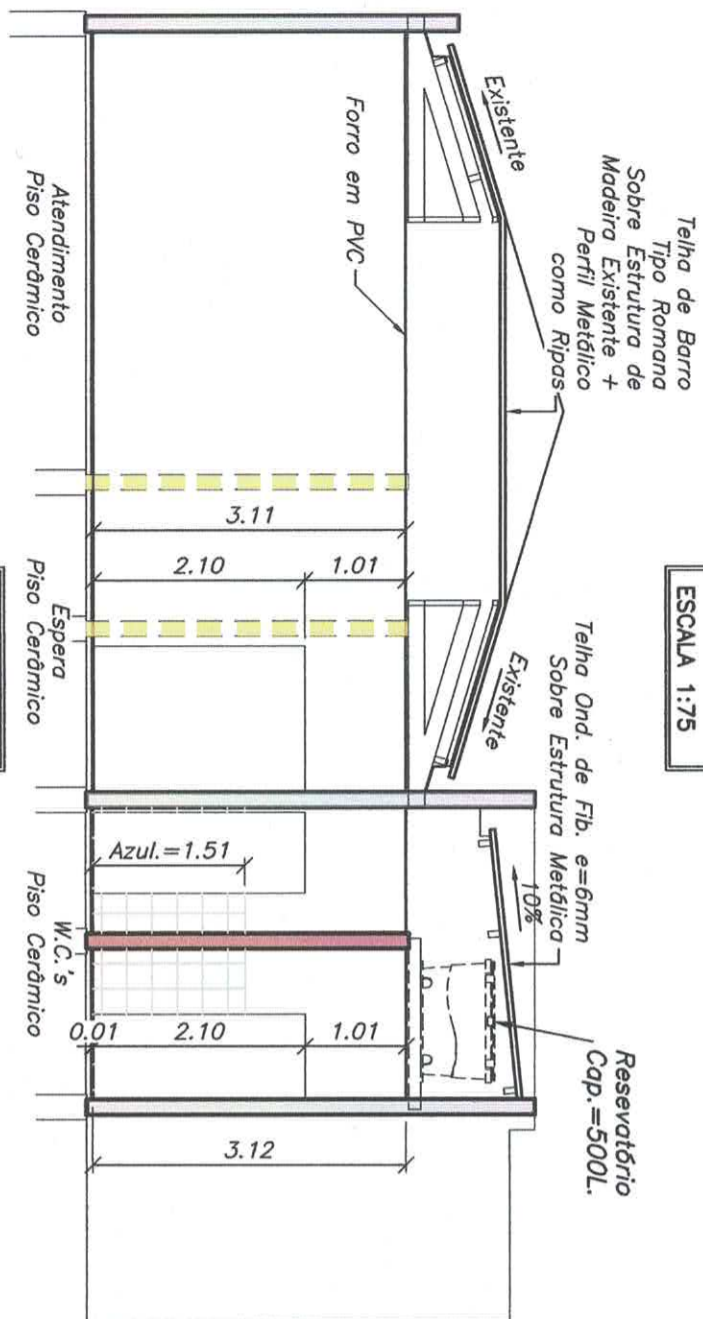 ESCALA 1:75
Telha de Barro
Tipo Romana
Sobre Estrutura de
Madeira Existente +
Perfil Metálico
como Ripas
Existente
Forro em PVC
Existente
Telha Ond. de Fib. e=6mm
Sobre Estrutura Metálica
10%
Resevatório
Cap.=500L.
3.11
2.10
1.01
Azul.=1.51
0.01
2.10
1.01
3.12
Atendimento
Piso Cerâmico
Espera
Piso Cerâmico
W.C.'s
Piso Cerâmico